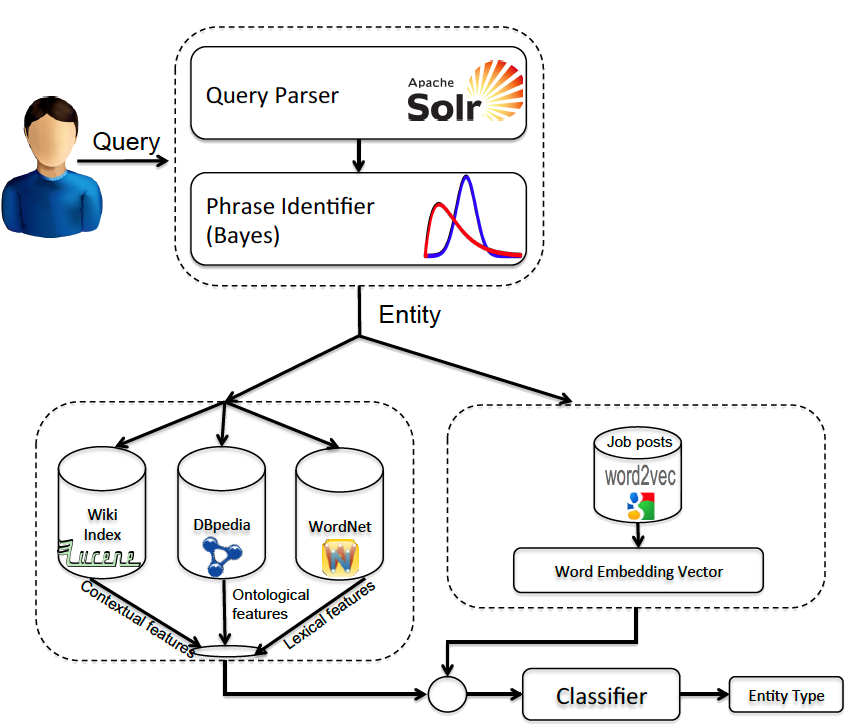 Query
Query Parser
Apache
Solr
Phrase Identifier
(Bayes)
Entity
Wiki
Index
Lucene
DBpedia
WordNet
W
Contextual features
Ontological
features
Lexical features
Job posts
word2vec
g
Word Embedding Vector
Classifier
Entity Type